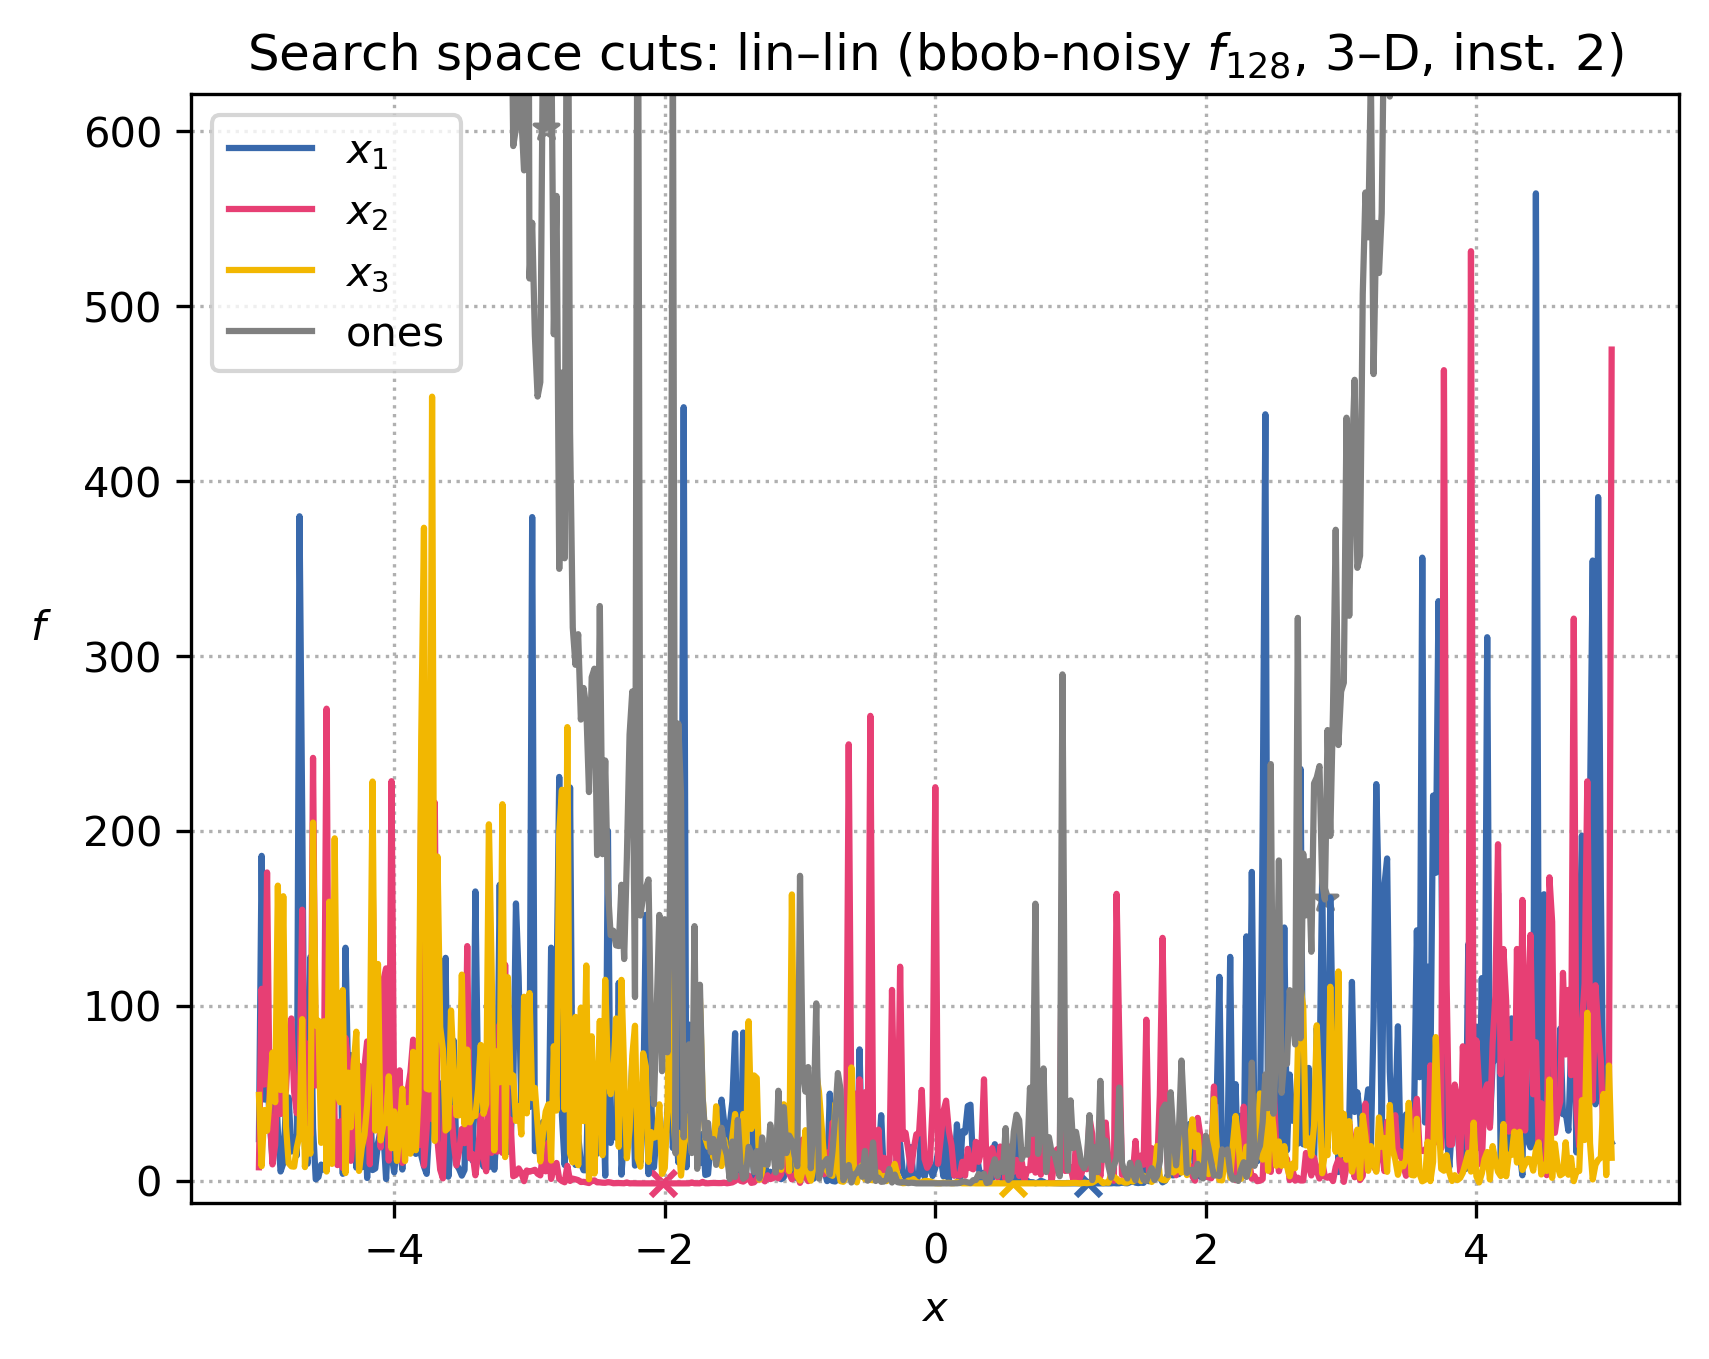 Search space cuts: lin–lin (bbob-noisy f₁₂₈, 3–D, inst. 2)
600
500
400
300
200
100
0
f
x₁
x₂
x₃
ones
−4
−2
0
2
4
x